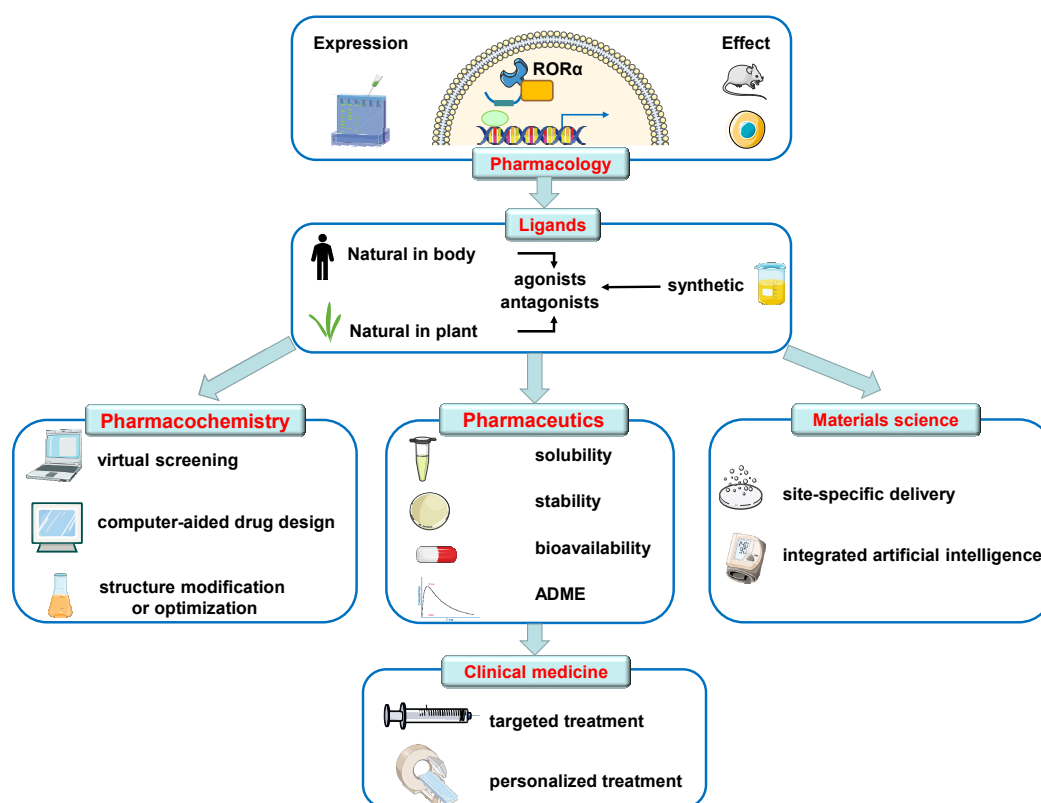 Expression
RORα
Effect
Pharmacology
Ligands
Natural in body
agonists
antagonists
synthetic
Natural in plant
Pharmacochemistry
virtual screening
computer-aided drug design
structure modification
or optimization
Pharmaceutics
solubility
stability
bioavailability
ADME
Materials science
site-specific delivery
integrated artificial intelligence
Clinical medicine
targeted treatment
personalized treatment